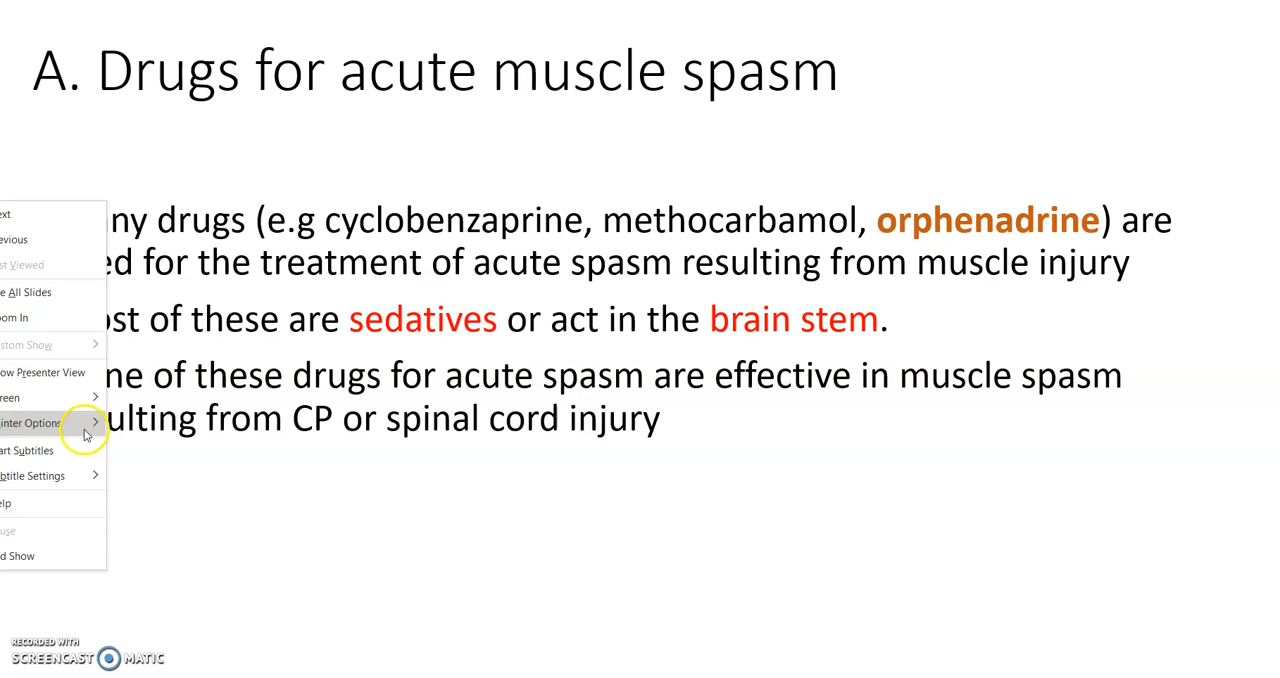 A. Drugs for acute muscle spasm
ny drugs (e.g cyclobenzaprine, methocarbamol, orphenadrine) are
ed for the treatment of acute spasm resulting from muscle injury
ost of these are sedatives or act in the brain stem.
ne of these drugs for acute spasm are effective in muscle spasm
ulting from CP or spinal cord injury
ext
evious
st Viewed
e All Slides
om In
stom Show
ow Presenter View
reen
inter Options
art Subtitles
btitle Settings
elp
use
d Show
RECORDED WITH
SCREENCAST MATIC